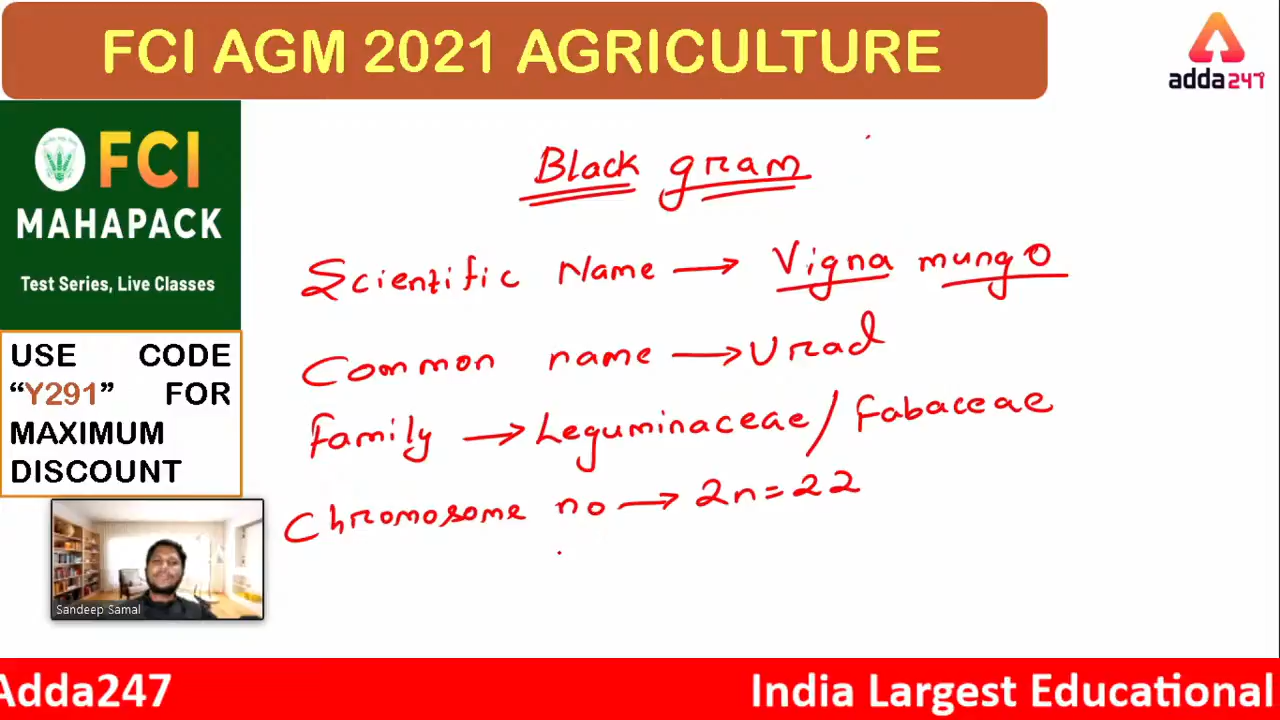 FCI AGM 2021 AGRICULTURE
adda247
FCI
MAHAPACK
Test Series, Live Classes
USE CODE
“Y291” FOR
MAXIMUM
DISCOUNT
Sandeep Samal
Black gram
Scientific Name → Vigna mungo
Common name → Urad
Family → Leguminaceae / Fabaceae
Chromosome no → 2n=22
Adda247
India Largest Educational